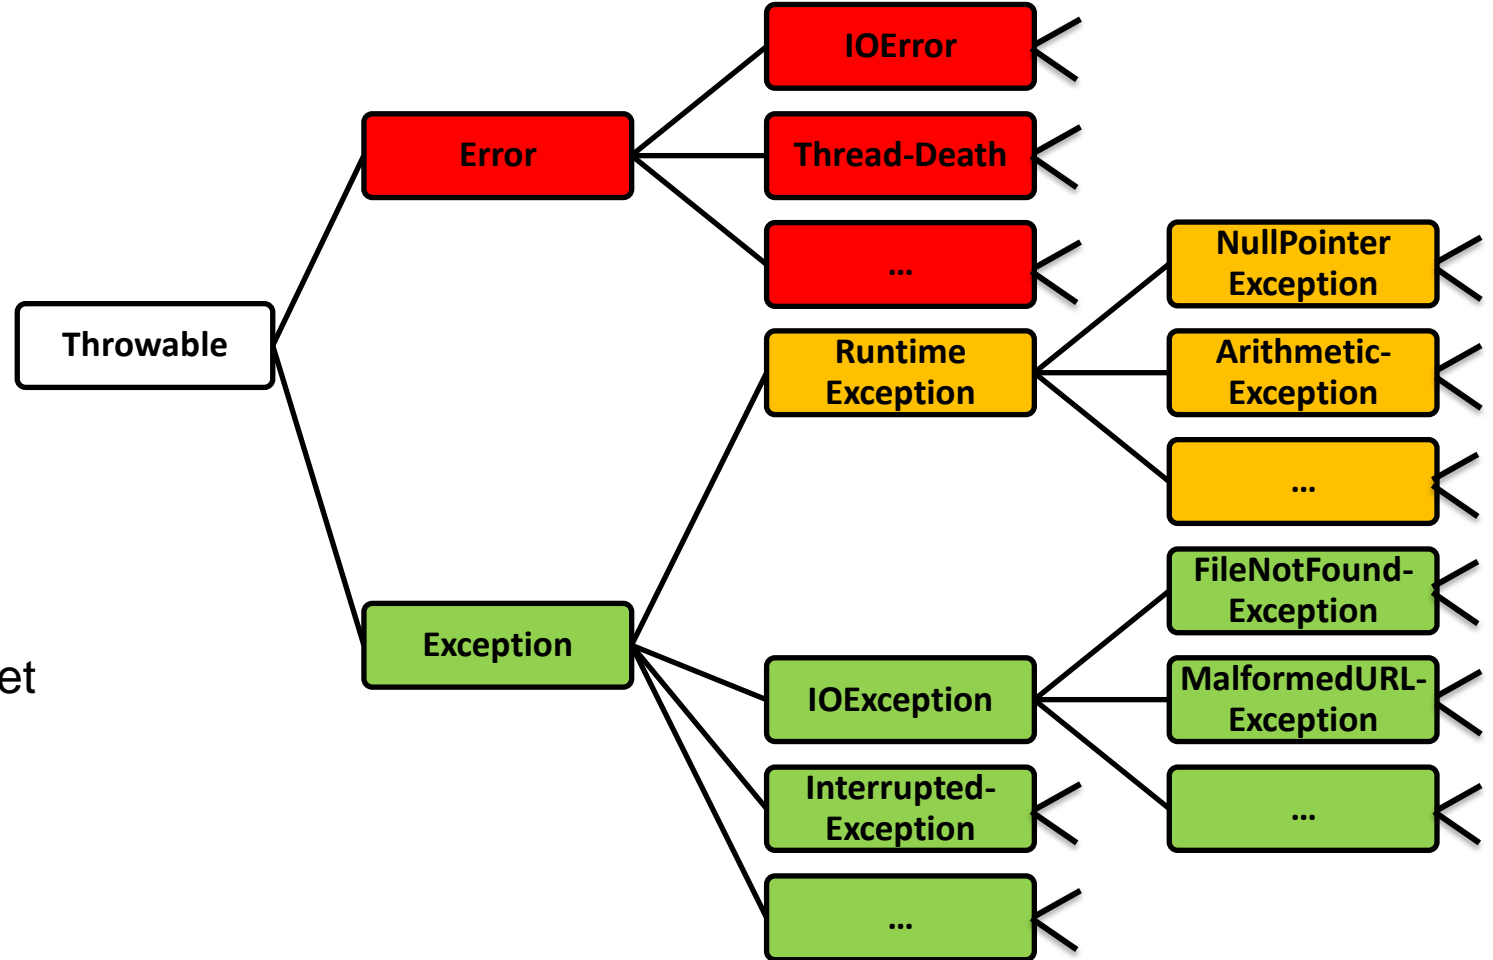 IOError
Error
Thread-Death
...
NullPointer
Exception
Throwable
Runtime
Exception
Arithmetic-
Exception
...
FileNotFound-
Exception
Exception
et
IOException
MalformedURL-
Exception
Interrupted-
Exception
...
...